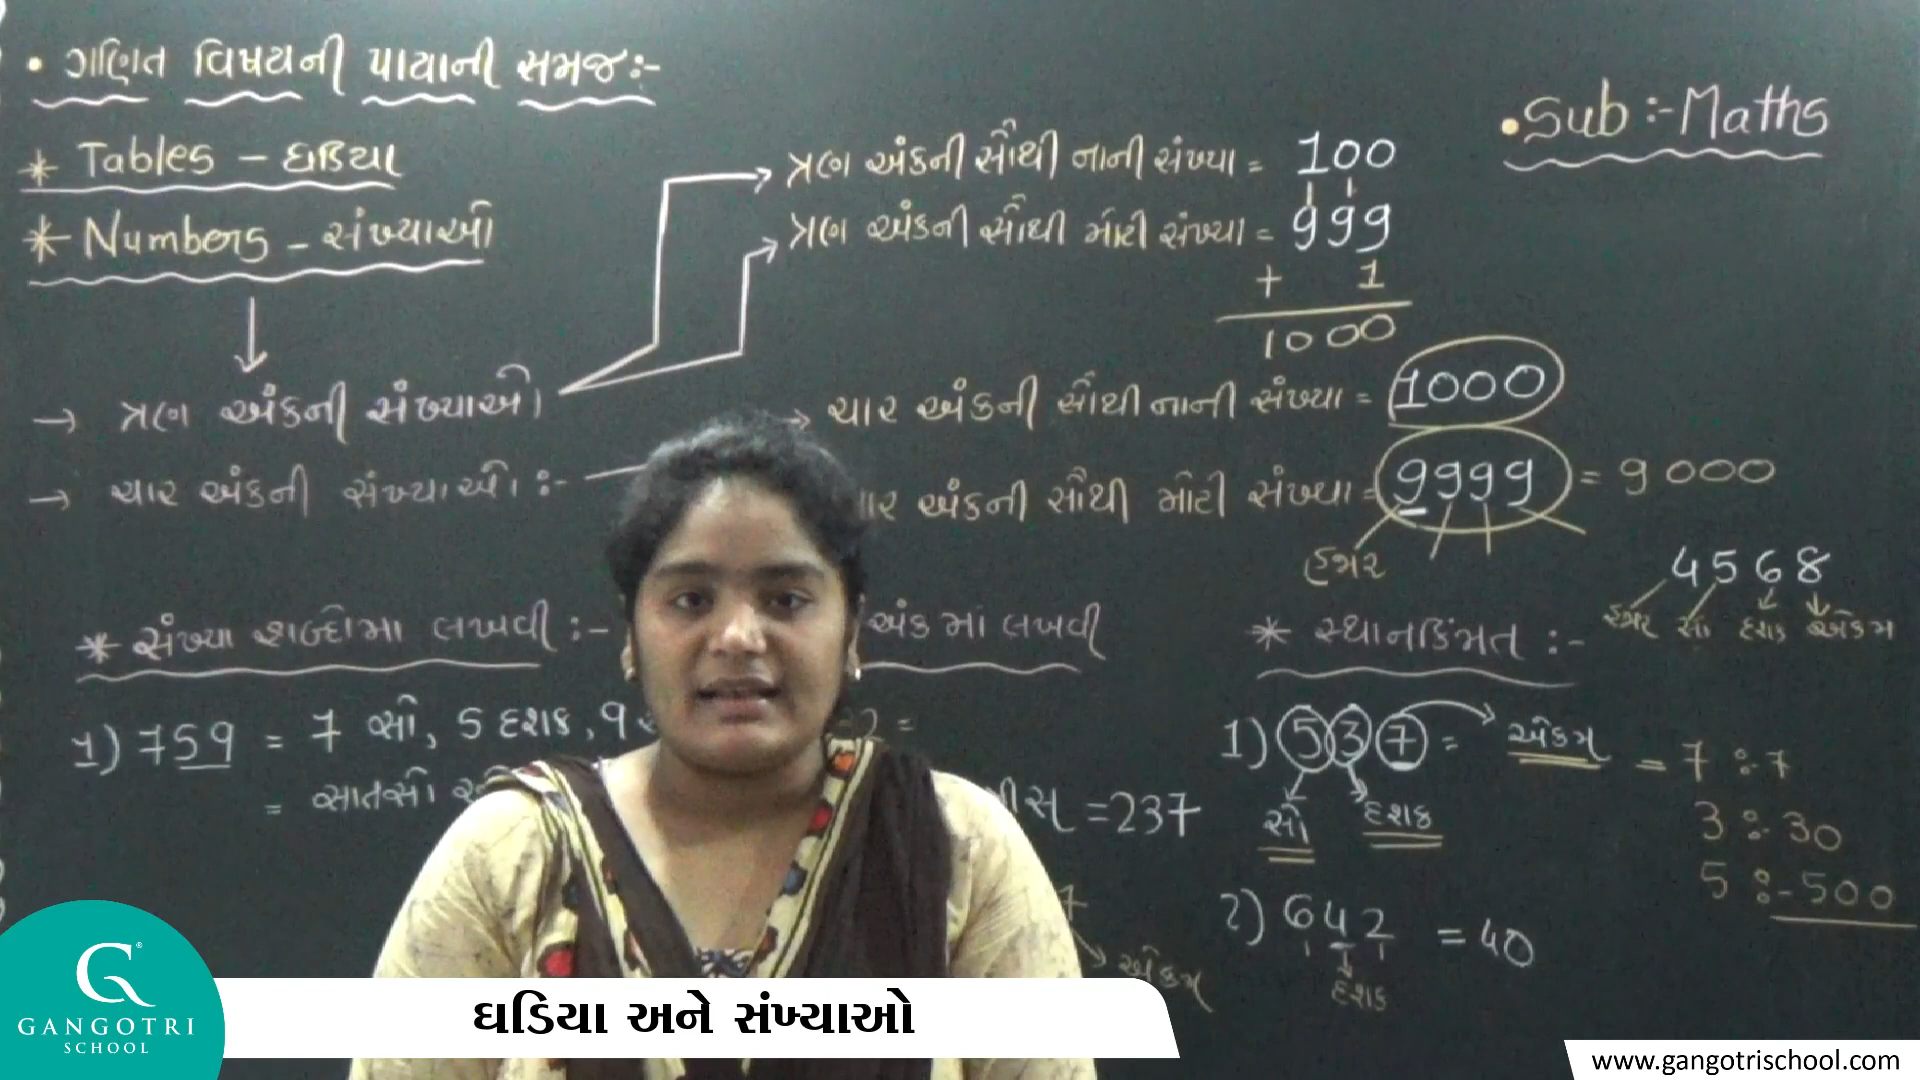 • ગણિત વિષયની પાયાની સમજ :-
• Sub :- Maths
* Tables - ઘડિયા
* Numbers - સંખ્યાઓ
ત્રણ અંકની સૌથી નાની સંખ્યા = 100
ત્રણ અંકની સૌથી મોટી સંખ્યા = 999
+ 1
1000
→ ત્રણ અંકની સંખ્યાઓ
→ ચાર અંકની સંખ્યાઓ :-
ચાર અંકની સૌથી નાની સંખ્યા = 1000
અંકની સૌથી મોટી સંખ્યા = 9999 = 9000
હજાર
4568
હજાર સો દશક એકમ
* સંખ્યા શબ્દોમા લખવી :-
અંક માં લખવી
* સ્થાનકિંમત :-
1) 759 = 7 સો, 5 દશક, 9
= સાતસો
= 237
એકમ
1) 537 = એકમ = 7 :- 7
સો દશક
3 :- 30
5 :- 500
2) 642 = 40
દશક
G®
GANGOTRI
SCHOOL
ઘડિયા અને સંખ્યાઓ
www.gangotrischool.com